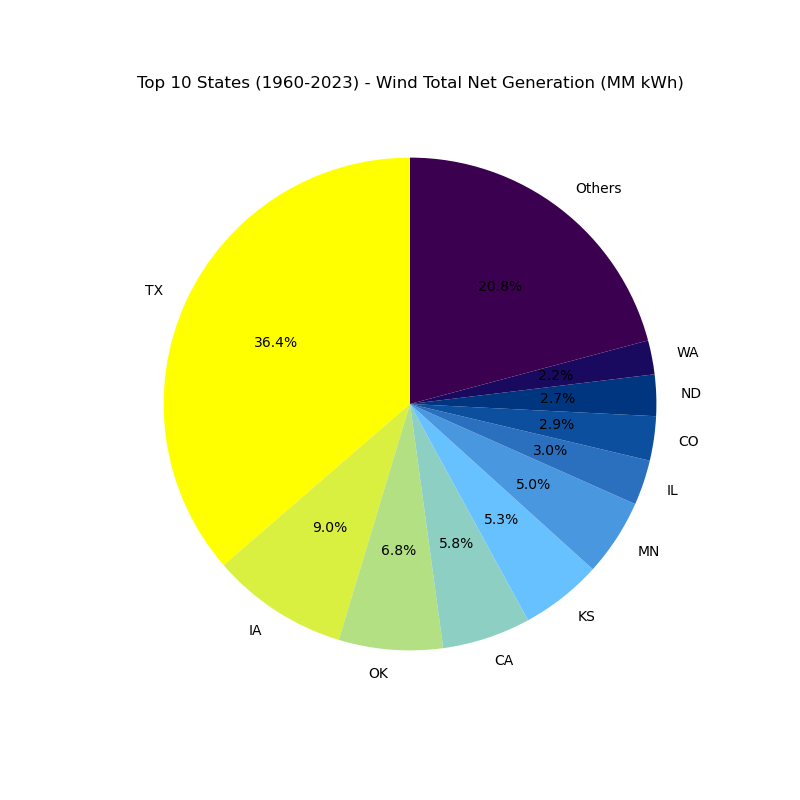 Top 10 States (1960-2023) - Wind Total Net Generation (MM kWh)
Others
20.8%
TX
36.4%
WA
2.2%
ND
2.7%
CO
2.9%
IL
3.0%
MN
5.0%
KS
5.3%
CA
5.8%
OK
6.8%
IA
9.0%